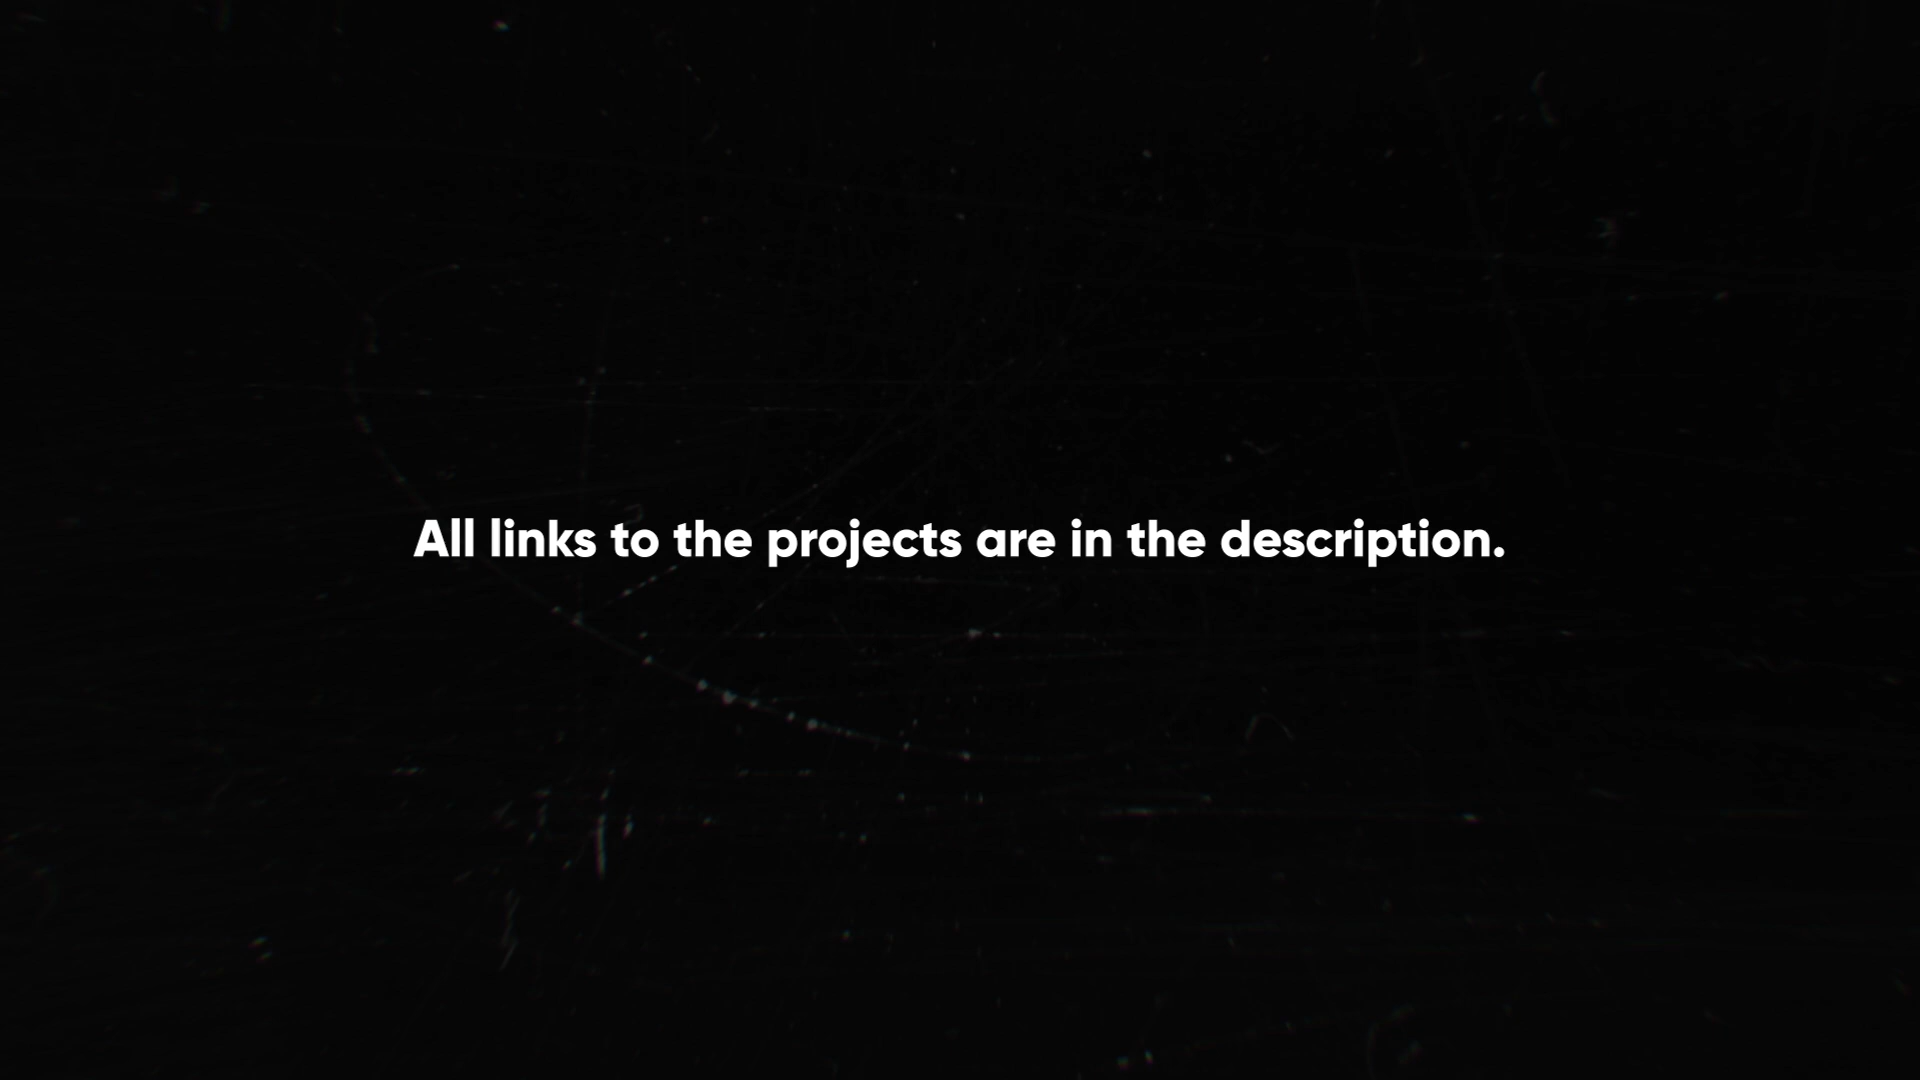 All links to the projects are in the description.